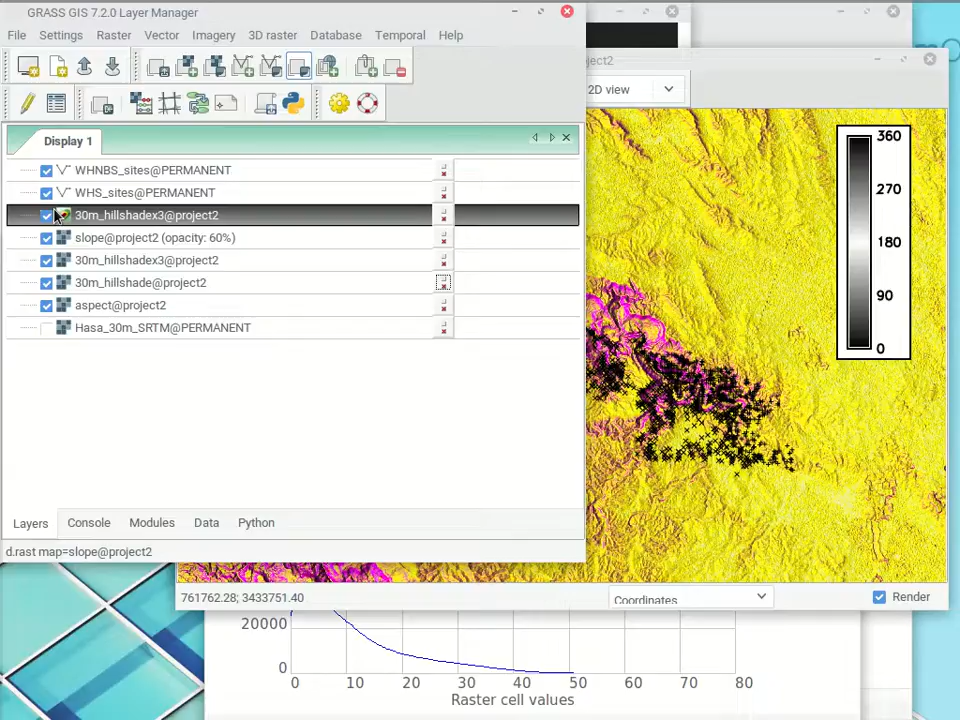 GRASS GIS 7.2.0 Layer Manager
File Settings Raster Vector Imagery 3D raster Database Temporal Help
ject2
2D view
Display 1
WHNBS_sites@PERMANENT
WHS_sites@PERMANENT
30m_hillshadex3@project2
slope@project2 (opacity: 60%)
30m_hillshadex3@project2
30m_hillshade@project2
aspect@project2
Hasa_30m_SRTM@PERMANENT
360
270
180
90
0
Layers Console Modules Data Python
d.rast map=slope@project2
761762.28; 3433751.40
Coordinates
Render
20000
0
0 10 20 30 40 50 60 70 80
Raster cell values